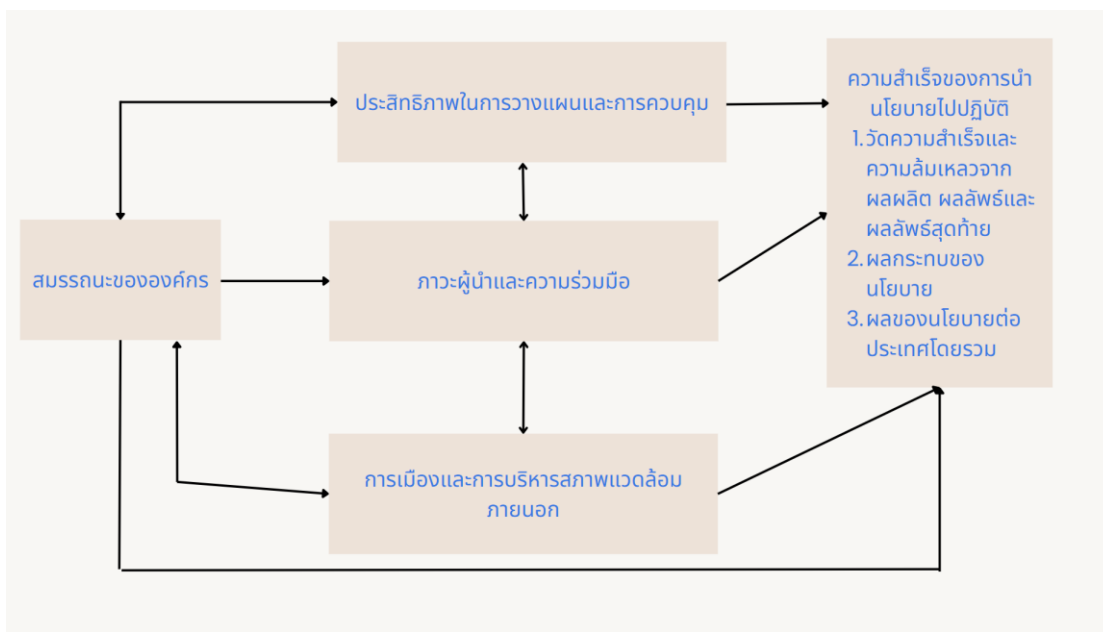 ประสิทธิภาพในการวางแผนและการควบคุม
สมรรถนะขององค์กร
ภาวะผู้นำและความร่วมมือ
การเมืองและการบริหารสภาพแวดล้อม
ภายนอก
ความสำเร็จของการนำ
นโยบายไปปฏิบัติ
1.วัดความสำเร็จและ
ความล้มเหลวจาก
ผลผลิต ผลลัพธ์และ
ผลลัพธ์สุดท้าย
2.ผลกระทบของ
นโยบาย
3.ผลของนโยบายต่อ
ประเทศโดยรวม